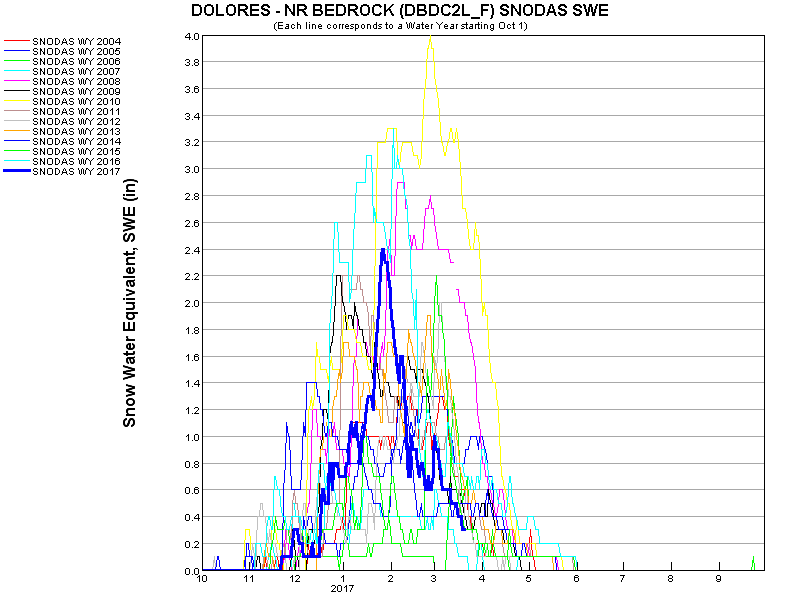 DOLORES - NR BEDROCK (DBDC2L_F) SNODAS SWE
(Each line corresponds to a Water Year starting Oct 1)
SNODAS WY 2004
SNODAS WY 2005
SNODAS WY 2006
SNODAS WY 2007
SNODAS WY 2008
SNODAS WY 2009
SNODAS WY 2010
SNODAS WY 2011
SNODAS WY 2012
SNODAS WY 2013
SNODAS WY 2014
SNODAS WY 2015
SNODAS WY 2016
SNODAS WY 2017
Snow Water Equivalent, SWE (in)
4.0
3.8
3.6
3.4
3.2
3.0
2.8
2.6
2.4
2.2
2.0
1.8
1.6
1.4
1.2
1.0
0.8
0.6
0.4
0.2
0.0
10 11 12 1 2 3 4 5 6 7 8 9
2017